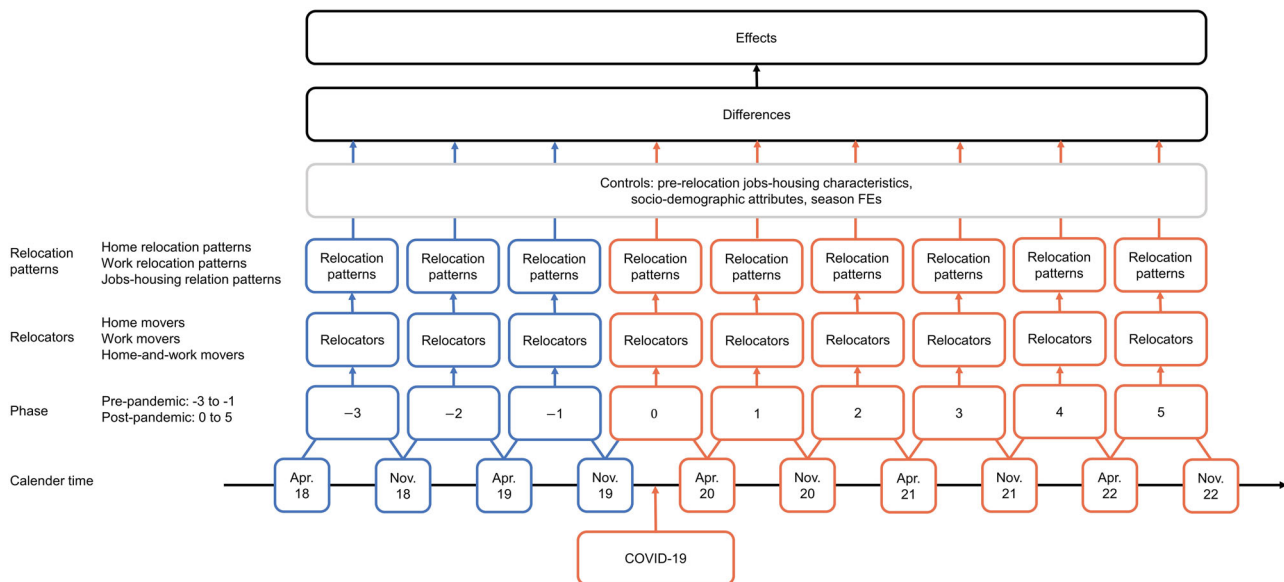 Effects
Differences
Controls: pre-relocation jobs-housing characteristics,
socio-demographic attributes, season FEs
Relocation
patterns
Home relocation patterns
Work relocation patterns
Jobs-housing relation patterns
Relocation
patterns
Relocation
patterns
Relocation
patterns
Relocation
patterns
Relocation
patterns
Relocation
patterns
Relocation
patterns
Relocation
patterns
Relocation
patterns
Relocators
Home movers
Work movers
Home-and-work movers
Relocators
Relocators
Relocators
Relocators
Relocators
Relocators
Relocators
Relocators
Relocators
Phase
Pre-pandemic: -3 to -1
Post-pandemic: 0 to 5
−3
−2
−1
0
1
2
3
4
5
Calender time
Apr.
18
Nov.
18
Apr.
19
Nov.
19
Apr.
20
Nov.
20
Apr.
21
Nov.
21
Apr.
22
Nov.
22
COVID-19